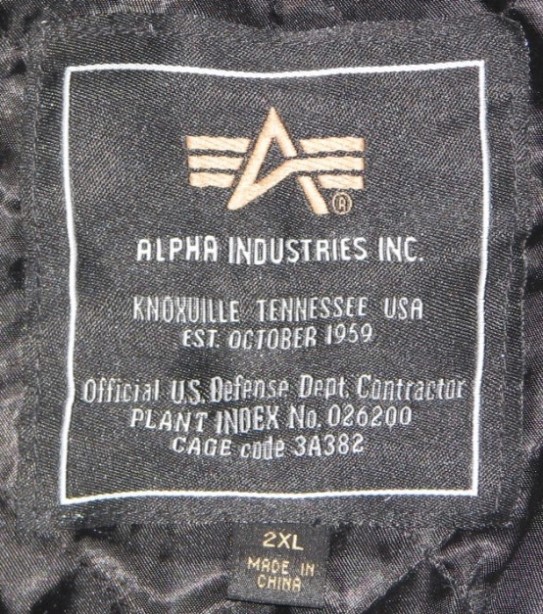 ®
ALPHA INDUSTRIES INC.
KNOXVILLE TENNESSEE USA
EST. OCTOBER 1959
Official U.S. Defense Dept. Contractor
PLANT INDEX No. 026200
CAGE code 3A382
2XL
MADE IN
CHINA